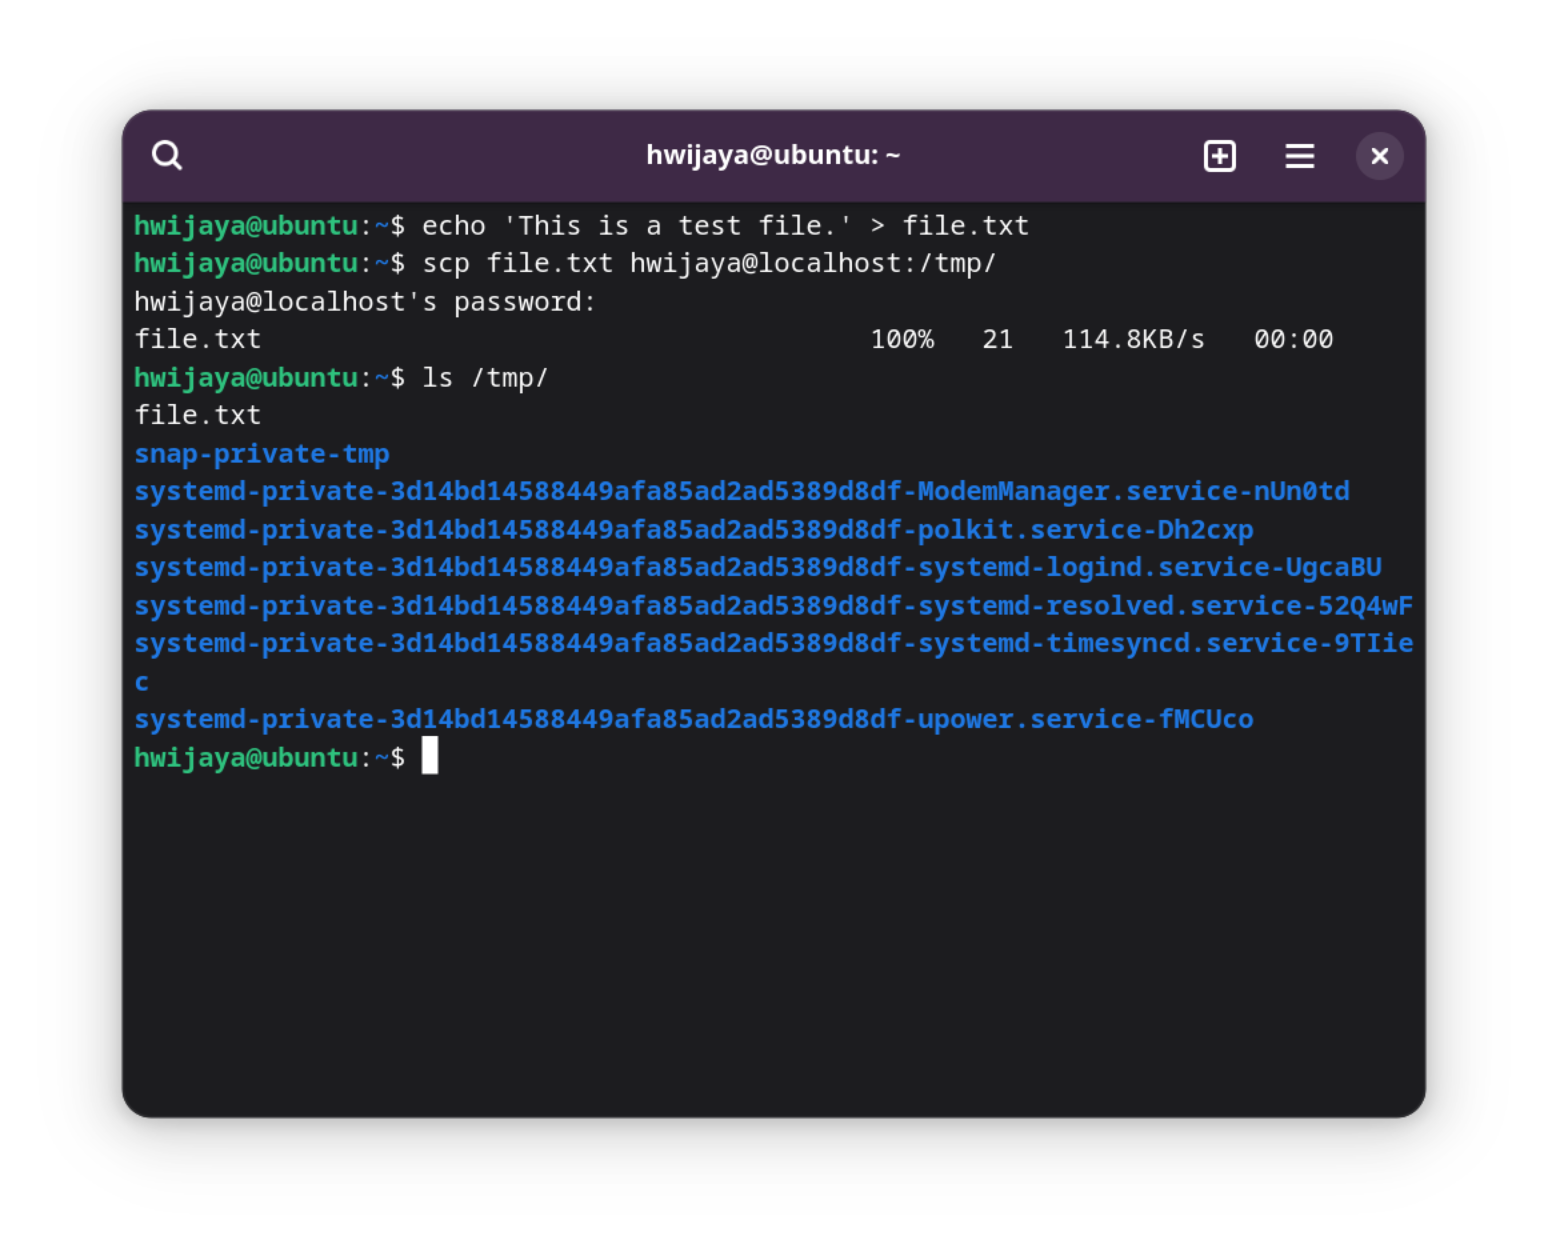 hwijaya@ubuntu: ~
hwijaya@ubuntu:~$ echo 'This is a test file.' > file.txt
hwijaya@ubuntu:~$ scp file.txt hwijaya@localhost:/tmp/
hwijaya@localhost's password:
file.txt                                      100%   21   114.8KB/s   00:00
hwijaya@ubuntu:~$ ls /tmp/
file.txt
snap-private-tmp
systemd-private-3d14bd14588449afa85ad2ad5389d8df-ModemManager.service-nUn0td
systemd-private-3d14bd14588449afa85ad2ad5389d8df-polkit.service-Dh2cxp
systemd-private-3d14bd14588449afa85ad2ad5389d8df-systemd-logind.service-UgcaBU
systemd-private-3d14bd14588449afa85ad2ad5389d8df-systemd-resolved.service-52Q4wF
systemd-private-3d14bd14588449afa85ad2ad5389d8df-systemd-timesyncd.service-9TIie
c
systemd-private-3d14bd14588449afa85ad2ad5389d8df-upower.service-fMCUco
hwijaya@ubuntu:~$